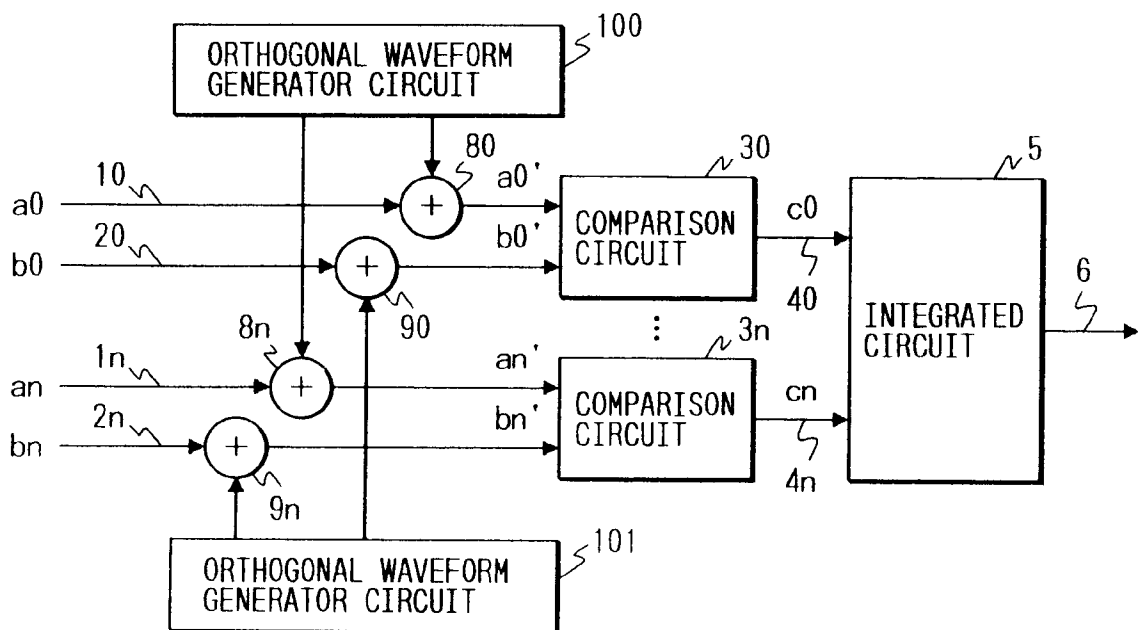 100
ORTHOGONAL WAVEFORM
GENERATOR CIRCUIT
80
30
5
10
a0
+
a0'
COMPARISON
CIRCUIT
c0
20
b0
+
b0'
40
90
6
INTEGRATED
CIRCUIT
8n
⋮
3n
1n
an
+
an'
COMPARISON
CIRCUIT
cn
2n
bn
+
bn'
4n
9n
101
ORTHOGONAL WAVEFORM
GENERATOR CIRCUIT